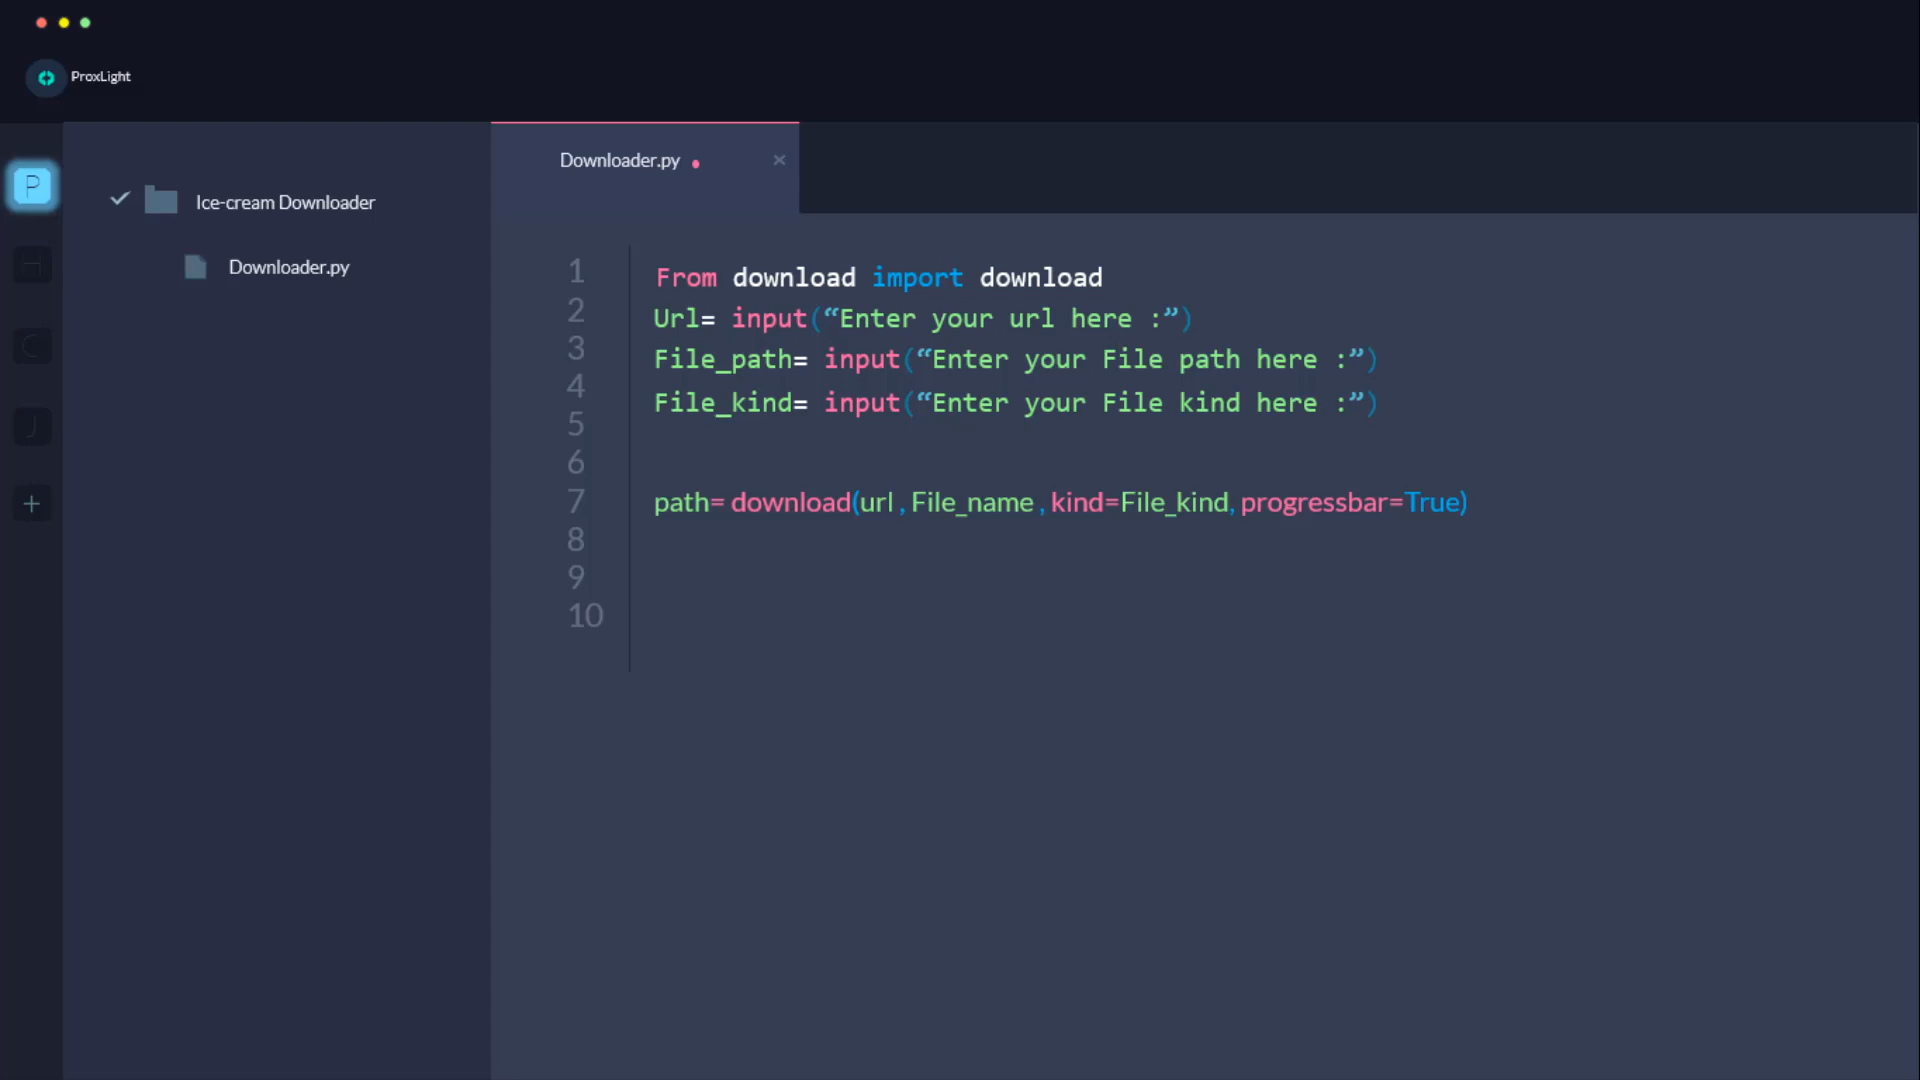 ProxLight
P
Ice-cream Downloader
Downloader.py
C
J
+
Downloader.py
×
1 From download import download
2 Url= input(“Enter your url here :”)
3 File_path= input(“Enter your File path here :”)
4 File_kind= input(“Enter your File kind here :”)
5
6
7 path= download(url , File_name , kind=File_kind, progressbar=True)
8
9
10